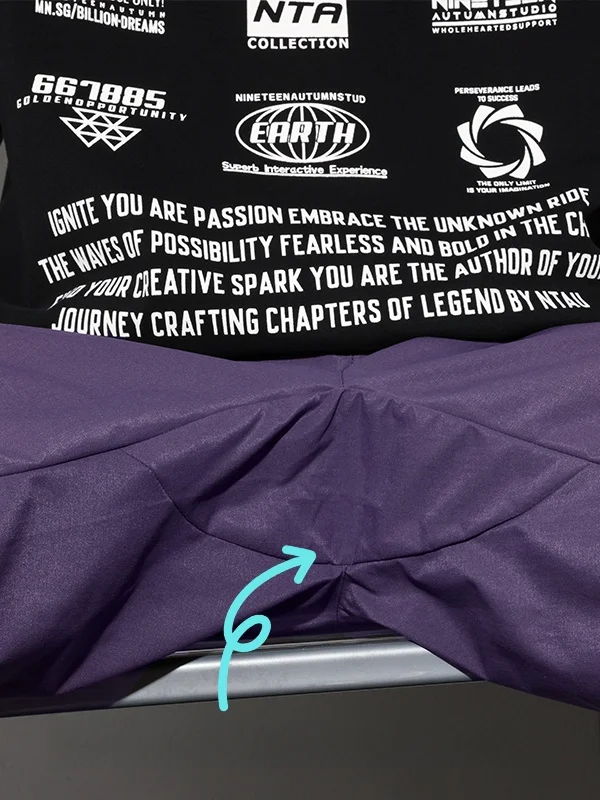 MN.SG/BILLION-DREAMS
NTA
COLLECTION
NINETEEN
AUTUMNSTUDIO
WHOLEHEARTEDSUPPORT
667885
GOLDENOPPORTUNITY
NINETEENAUTUMNSTUD
EARTH
Superb Interactive Experience
PERSEVERANCE LEADS
TO SUCCESS
THE ONLY LIMIT
IS YOUR IMAGINATION
IGNITE YOU ARE PASSION EMBRACE THE UNKNOWN RIDE
THE WAVES OF POSSIBILITY FEARLESS AND BOLD IN THE
YOUR CREATIVE SPARK YOU ARE THE AUTHOR OF YOUR
JOURNEY CRAFTING CHAPTERS OF LEGEND BY NTAU